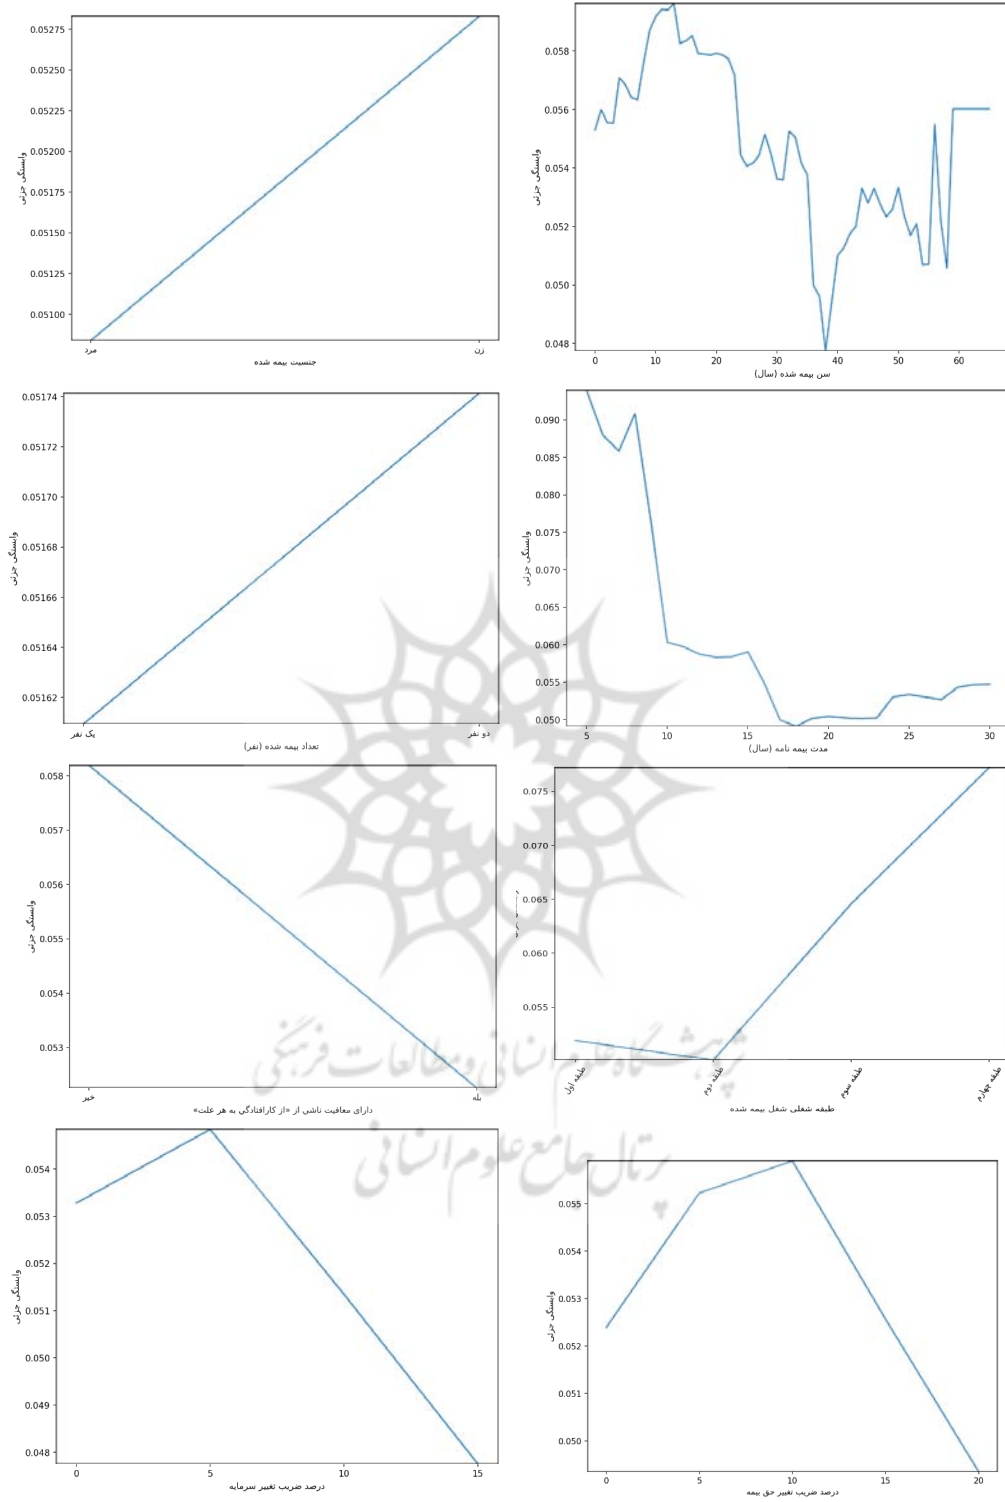 0.05275
0.05250
0.05225
0.05200
0.05175
0.05150
0.05125
0.05100
وابستگی جزئی
مرد
زن
جنسیت بیمه شده
0.058
0.056
0.054
0.052
0.050
0.048
وابستگی جزئی
0 10 20 30 40 50 60
سن بیمه شده (سال)
0.05174
0.05172
0.05170
0.05168
0.05166
0.05164
0.05162
وابستگی جزئی
یک نفر
دو نفر
تعداد بیمه شده (نفر)
0.090
0.085
0.080
0.075
0.070
0.065
0.060
0.055
0.050
وابستگی جزئی
5 10 15 20 25 30
مدت بیمه نامه (سال)
0.058
0.057
0.056
0.055
0.054
0.053
وابستگی جزئی
خیر
بله
دارای معافیت ناشی از «از کارافتادگی به هر علت»
0.075
0.070
0.065
0.060
0.055
طبقه اول
طبقه دوم
طبقه سوم
طبقه چهارم
طبقه شغلی شغل بیمه شده
پژوهشگاه علوم انسانی و مطالعات فرهنگی
پرتال جامع علوم انسانی
0.054
0.053
0.052
0.051
0.050
0.049
0.048
وابستگی جزئی
0 5 10 15
درصد ضریب تغییر سرمایه
0.055
0.054
0.053
0.052
0.051
0.050
وابستگی جزئی
0 5 10 15 20
درصد ضریب تغییر حق بیمه